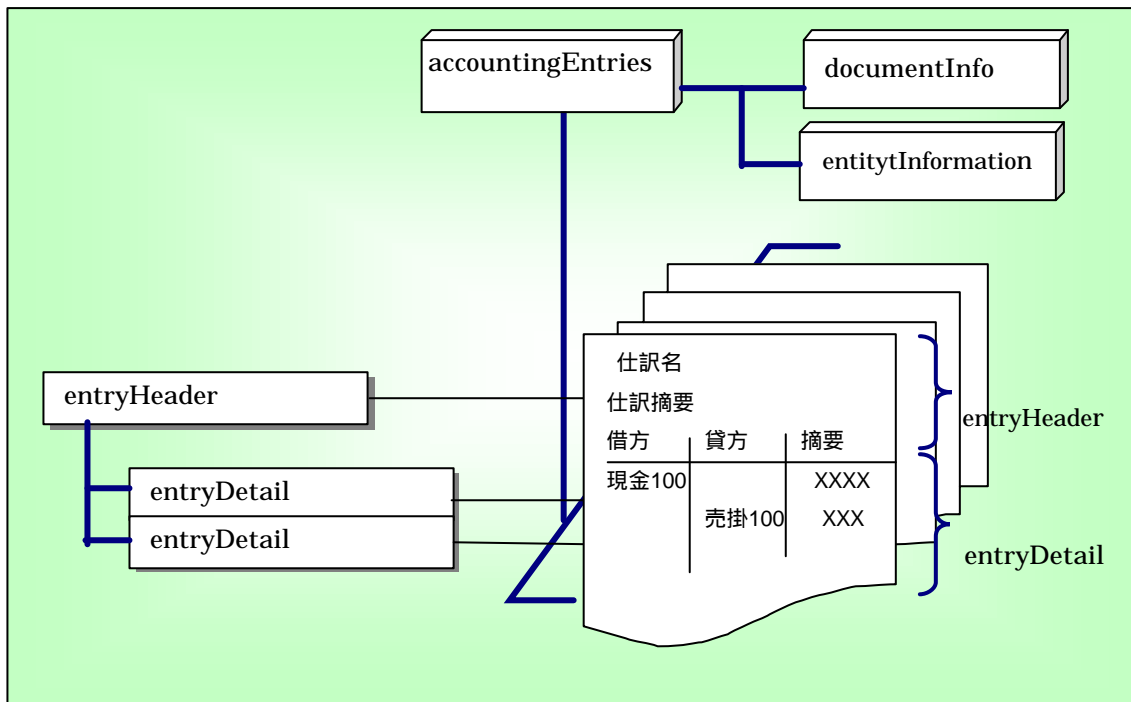 accountingEntries
documentInfo
entitytInformation
仕訳名
entryHeader
仕訳摘要
entryHeader
借方 貸方 摘要
現金100 XXXX
entryDetail
売掛100 XXX
entryDetail
entryDetail